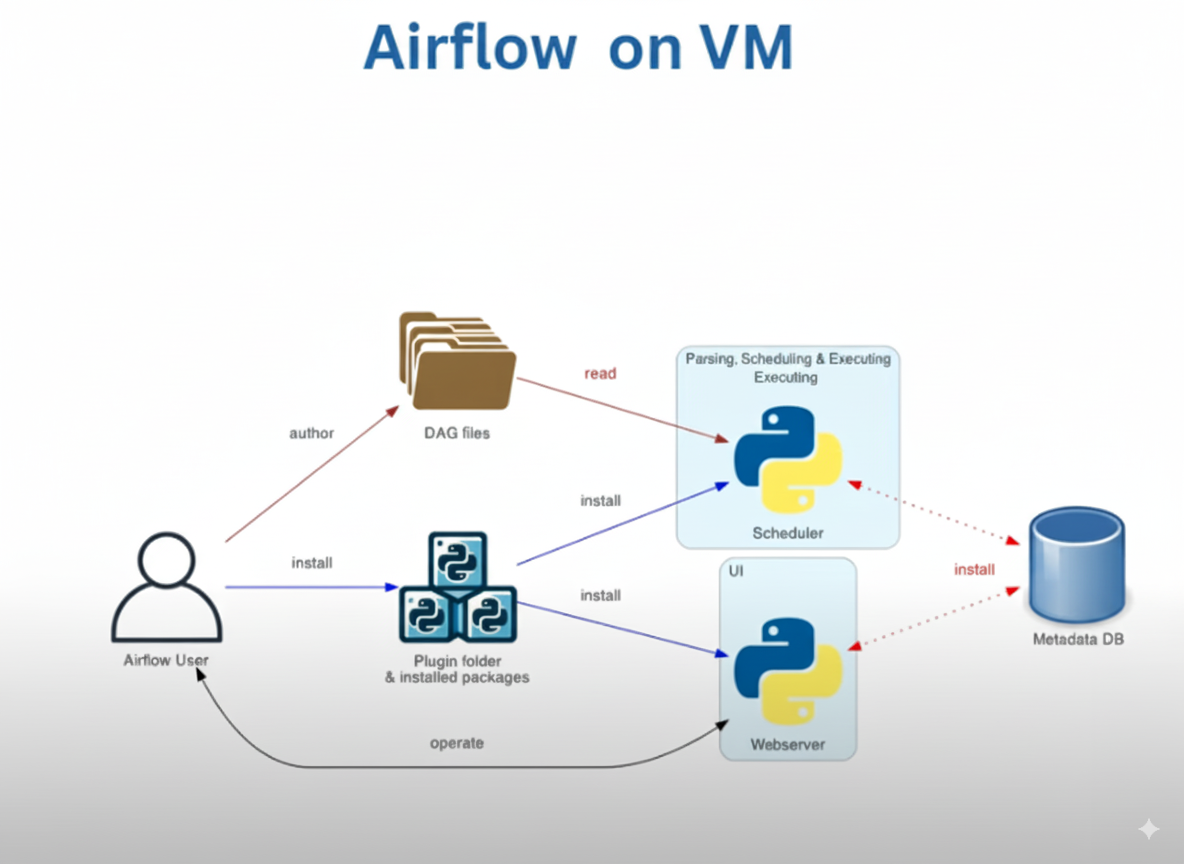 Airflow on VM
Parsing, Scheduling & Executing
Executing
read
author
DAG files
install
Scheduler
install
install
UI
install
Metadata DB
Airflow User
Plugin folder
& installed packages
operate
Webserver